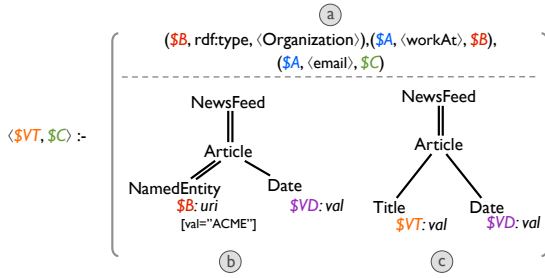 a
($B, rdf:type, ⟨Organization⟩),($A, ⟨workAt⟩, $B),
($A, ⟨email⟩, $C)
⟨$VT, $C⟩ :-
NewsFeed
Article
NamedEntity
$B: uri
[val="ACME"]
Date
$VD: val
b
NewsFeed
Article
Title
$VT: val
Date
$VD: val
c